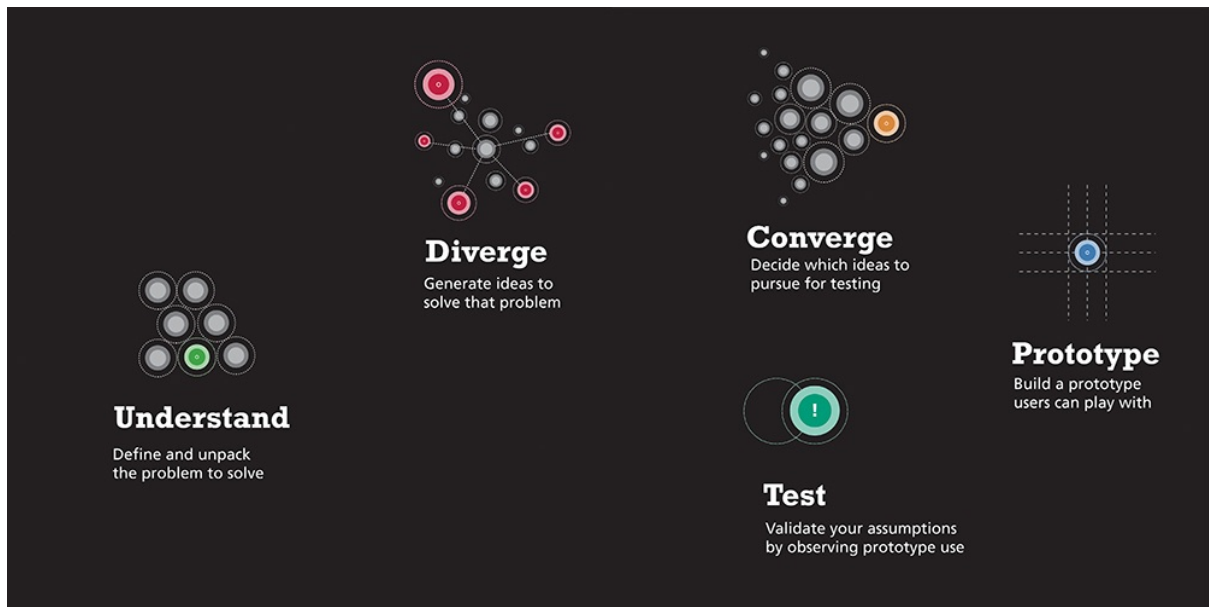 Understand
Define and unpack
the problem to solve
Diverge
Generate ideas to
solve that problem
Converge
Decide which ideas to
pursue for testing
Prototype
Build a prototype
users can play with
!
Test
Validate your assumptions
by observing prototype use